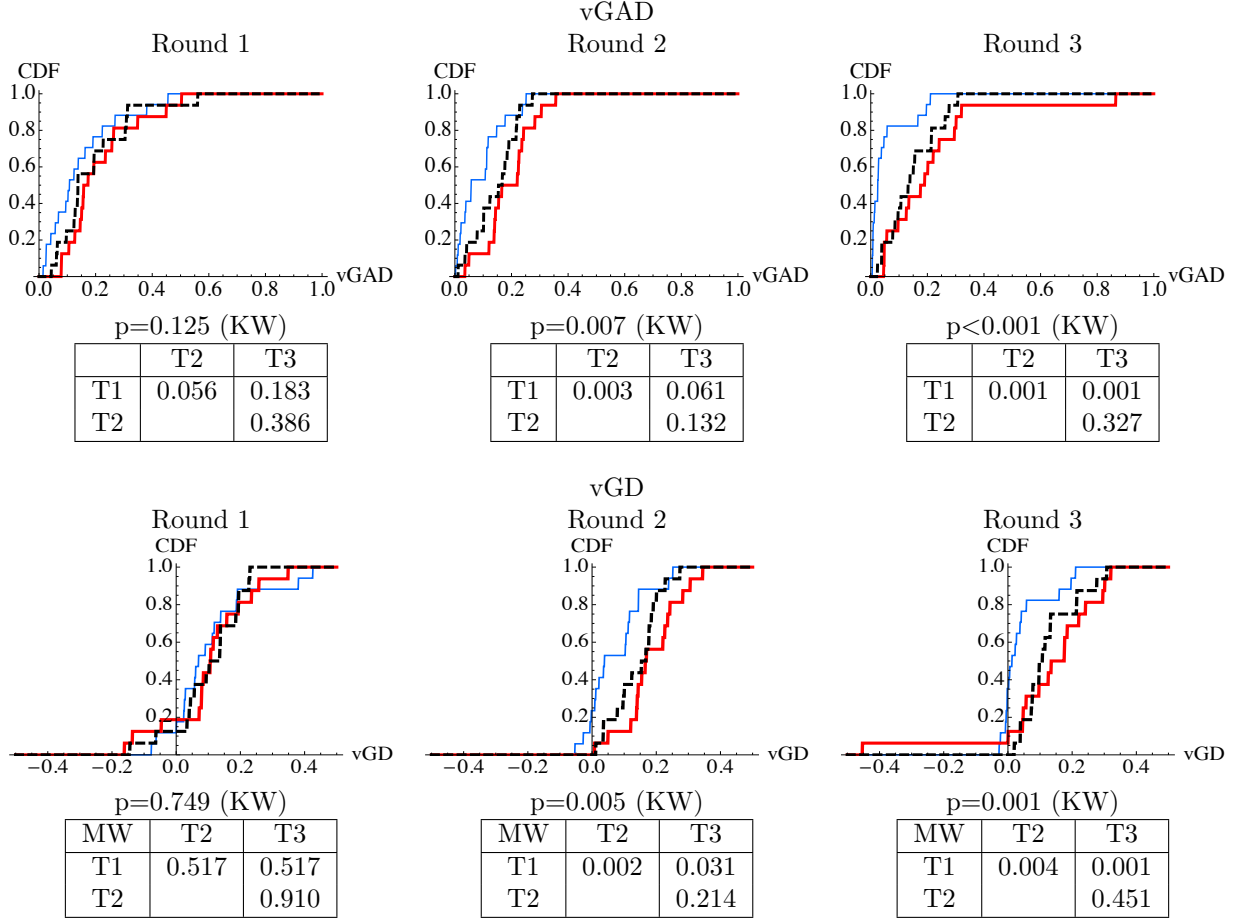 vGAD
Round 1 Round 2 Round 3
CDF CDF CDF
1.0 1.0 1.0
0.8 0.8 0.8
0.6 0.6 0.6
0.4 0.4 0.4
0.2 0.2 0.2
vGAD vGAD vGAD
0.0 0.2 0.4 0.6 0.8 1.0 0.0 0.2 0.4 0.6 0.8 1.0 0.0 0.2 0.4 0.6 0.8 1.0
p=0.125 (KW) p=0.007 (KW) p<0.001 (KW)
T2 T3 T2 T3 T2 T3
T1 0.056 0.183 T1 0.003 0.061 T1 0.001 0.001
T2 0.386 T2 0.132 T2 0.327
vGD
Round 1 Round 2 Round 3
CDF CDF CDF
1.0 1.0 1.0
0.8 0.8 0.8
0.6 0.6 0.6
0.4 0.4 0.4
0.2 0.2 0.2
vGD vGD vGD
−0.4 −0.2 0.0 0.2 0.4 −0.4 −0.2 0.0 0.2 0.4 −0.4 −0.2 0.0 0.2 0.4
p=0.749 (KW) p=0.005 (KW) p=0.001 (KW)
MW T2 T3 MW T2 T3 MW T2 T3
T1 0.517 0.517 T1 0.002 0.031 T1 0.004 0.001
T2 0.910 T2 0.214 T2 0.451